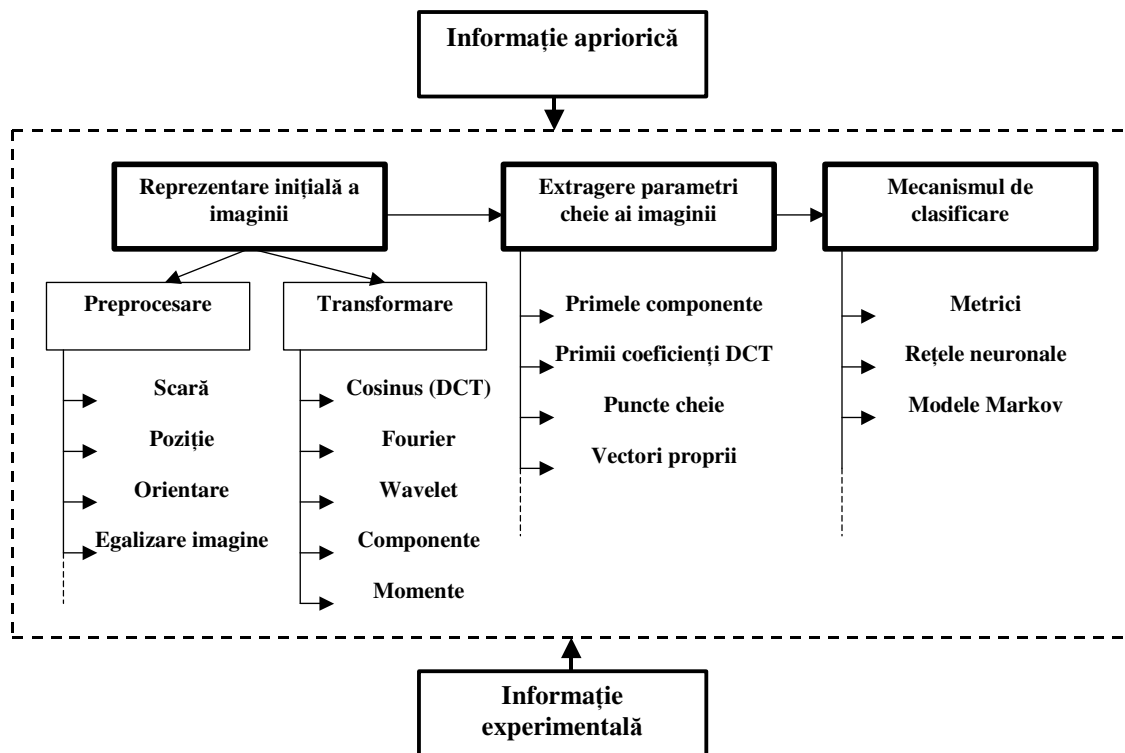 Informație apriorică
Reprezentare inițială a
imaginii
Extragere parametri
cheie ai imaginii
Mecanismul de
clasificare
Preprocesare
Scară
Poziție
Orientare
Egalizare imagine
Transformare
Cosinus (DCT)
Fourier
Wavelet
Componente
Momente
Primele componente
Primii coeficienți DCT
Puncte cheie
Vectori proprii
Metrici
Rețele neuronale
Modele Markov
Informație
experimentală